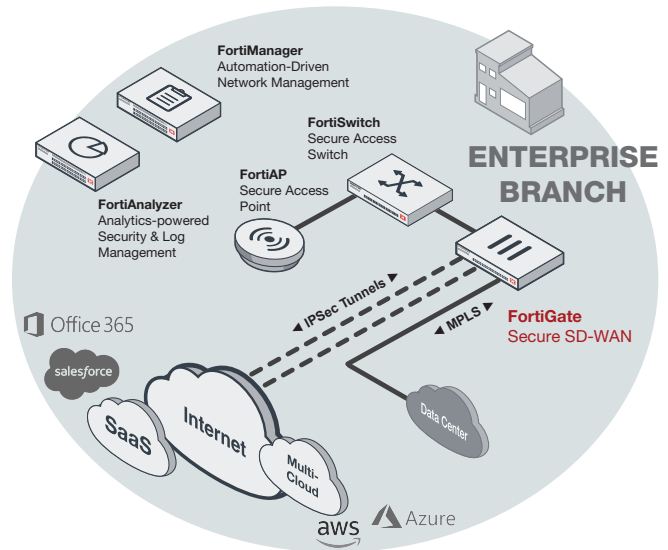 FortiManager
Automation-Driven
Network Management
FortiSwitch
Secure Access
Switch
ENTERPRISE
BRANCH
FortiAP
Secure Access
Point
FortiAnalyzer
Analytics-powered
Security & Log
Management
IPSec Tunnels
MPLS
FortiGate
Secure SD-WAN
Office 365
salesforce
SaaS
Internet
Multi-
Cloud
Data Center
aws
Azure